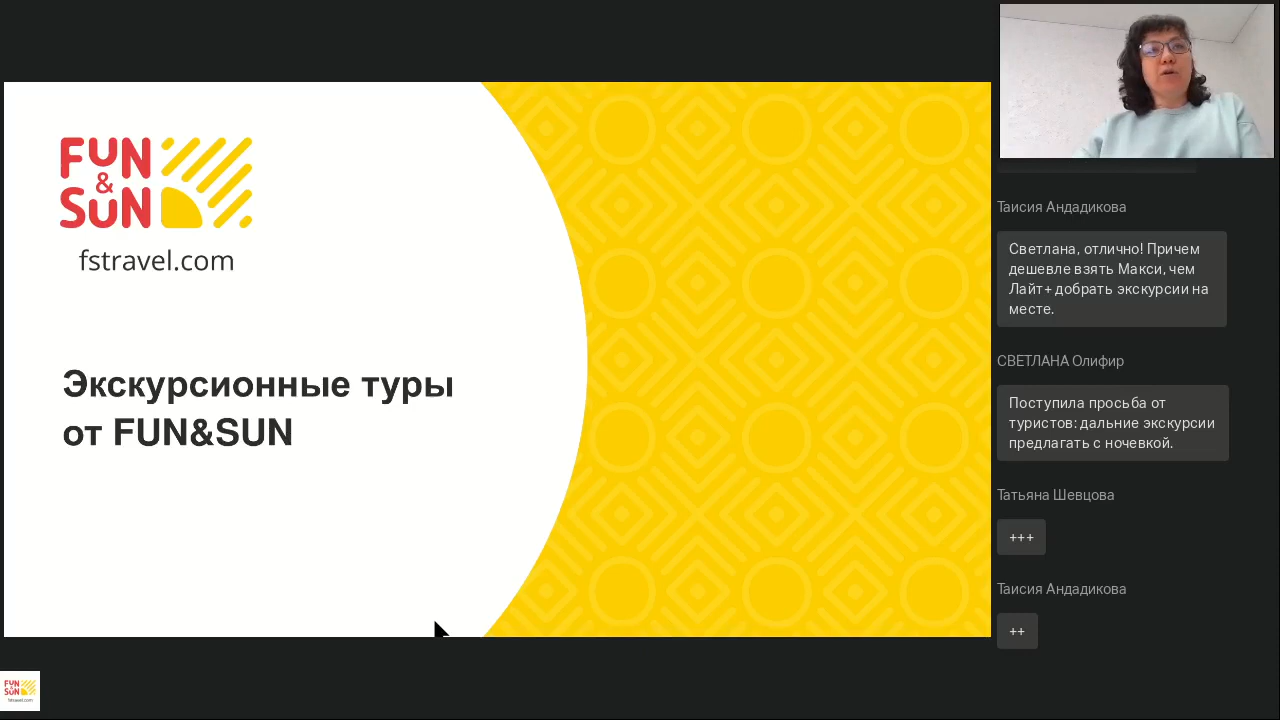 FUN
&
SUN
fstravel.com
Экскурсионные туры
от FUN&SUN
Таисия Андадикова
Светлана, отлично! Причем
дешевле взять Макси, чем
Лайт+ добрать экскурсии на
месте.
СВЕТЛАНА Олифир
Поступила просьба от
туристов: дальние экскурсии
предлагать с ночевкой.
Татьяна Шевцова
+++
Таисия Андадикова
++
FUN
&
SUN
fstravel.com